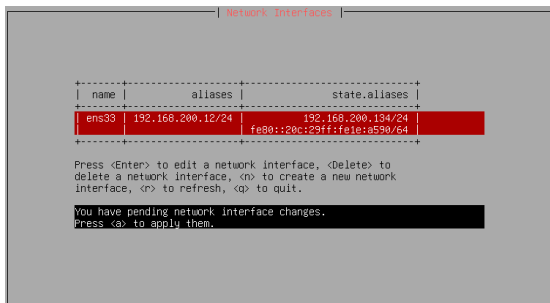 Network Interfaces
name | aliases | state.aliases
ens33 | 192.168.200.12/24 | 192.168.200.134/24
fe80::20c:29ff:fe1e:a590/64
Press <Enter> to edit a network interface, <Delete> to
delete a network interface, <n> to create a new network
interface, <r> to refresh, <q> to quit.
You have pending network interface changes.
Press <a> to apply them.